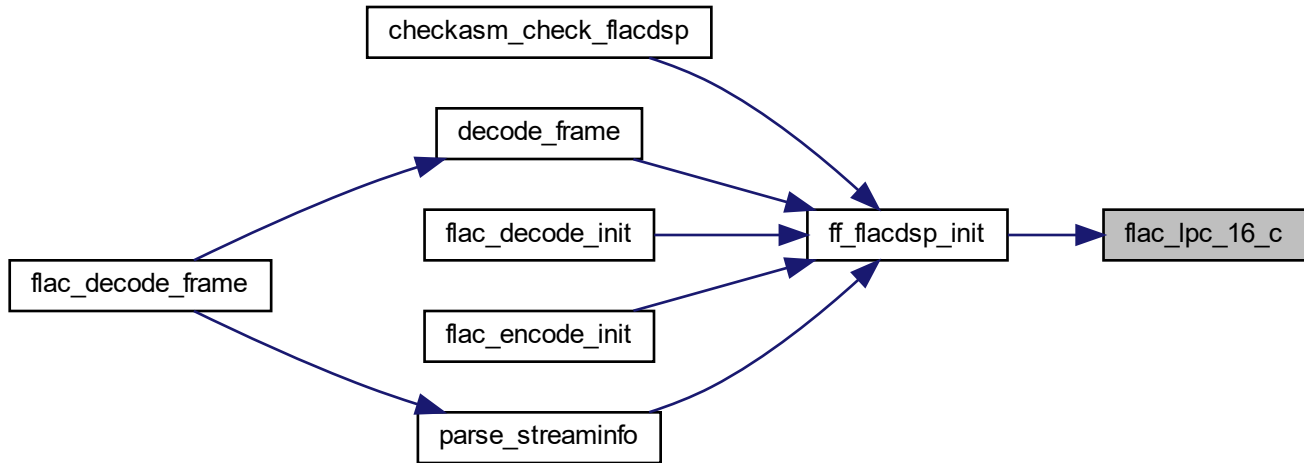 checkasm_check_flacdsp
decode_frame
flac_decode_init
ff_flacdsp_init
flac_lpc_16_c
flac_decode_frame
flac_encode_init
parse_streaminfo